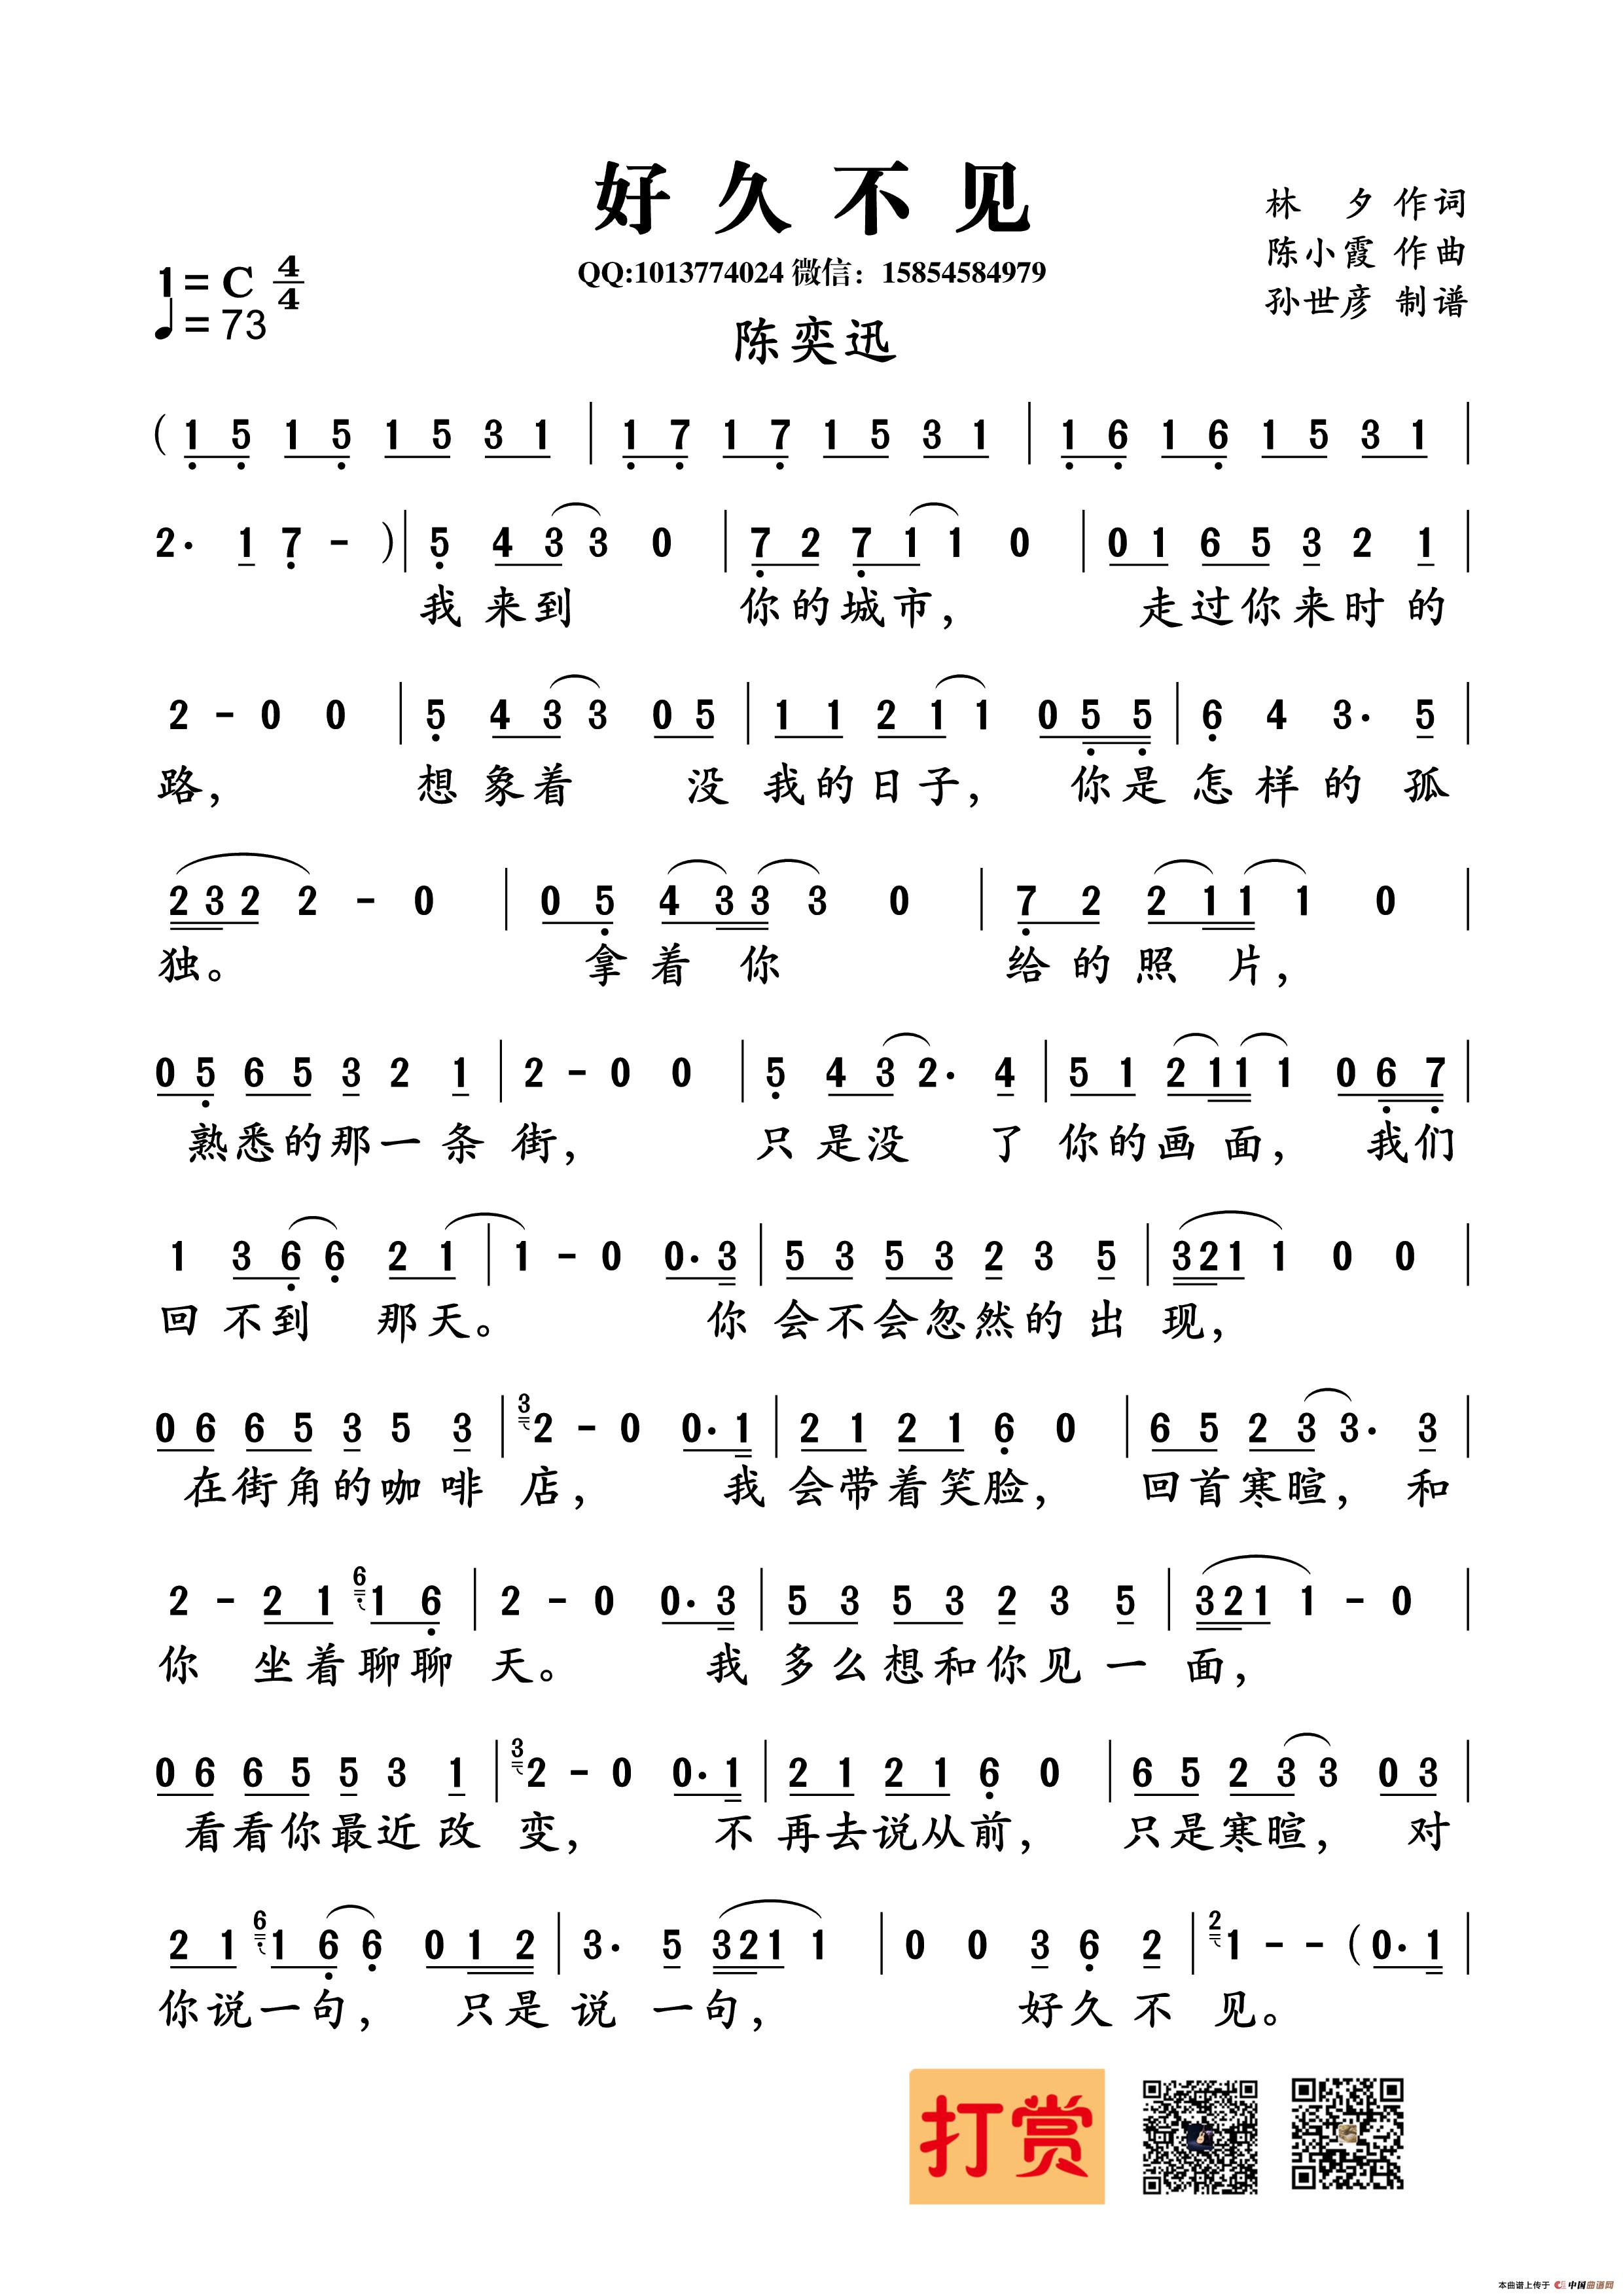 好久不见
林 夕 作词
QQ:1013774024 微信：15854584979
陈小霞 作曲
1=C 4/4
孙世彦 制谱
♩=73
陈奕迅
( 1 5 1 5 1 5 3 1 | 1 7 1 7 1 5 3 1 | 1 6 1 6 1 5 3 1 |
2· 1 7 - )| 5 4 3 3 0 | 7 2 7 1 1 0 | 0 1 6 5 3 2 1 |
我来到 你的城市， 走过你来时的
2 - 0 0 | 5 4 3 3 0 5 | 1 1 2 1 1 0 5 5 | 6 4 3· 5 |
路， 想象着 没我的日子， 你是怎样的孤
2 3 2 2 - 0 | 0 5 4 3 3 3 0 | 7 2 2 1 1 1 0 |
独。 拿着你 给的照片，
0 5 6 5 3 2 1 | 2 - 0 0 | 5 4 3 2· 4 | 5 1 2 1 1 1 0 6 7 |
熟悉的那一条街， 只是没了你的画面， 我们
1 3 6 6 2 1 | 1 - 0 0· 3 | 5 3 5 3 2 3 5 | 3 2 1 1 0 0 |
回不到 那天。 你会不会忽然的出现，
0 6 6 5 3 5 3 | 3 2 - 0 0· 1 | 2 1 2 1 6 0 | 6 5 2 3 3· 3 |
在街角的咖啡店， 我会带着笑脸， 回首寒暄，和
2 - 2 1 6 1 6 | 2 - 0 0· 3 | 5 3 5 3 2 3 5 | 3 2 1 1 - 0 |
你 坐着聊聊天。 我多么想和你见一面，
0 6 6 5 5 3 1 | 3 2 - 0 0· 1 | 2 1 2 1 6 0 | 6 5 2 3 3 0 3 |
看看你最近改变， 不再去说从前， 只是寒暄， 对
2 1 6 1 6 6 0 1 2 | 3· 5 3 2 1 1 | 0 0 3 6 2 | 2 1 - - ( 0· 1 |
你说一句， 只是说一句， 好久不见。
打赏
本曲谱上传于 中国曲谱网